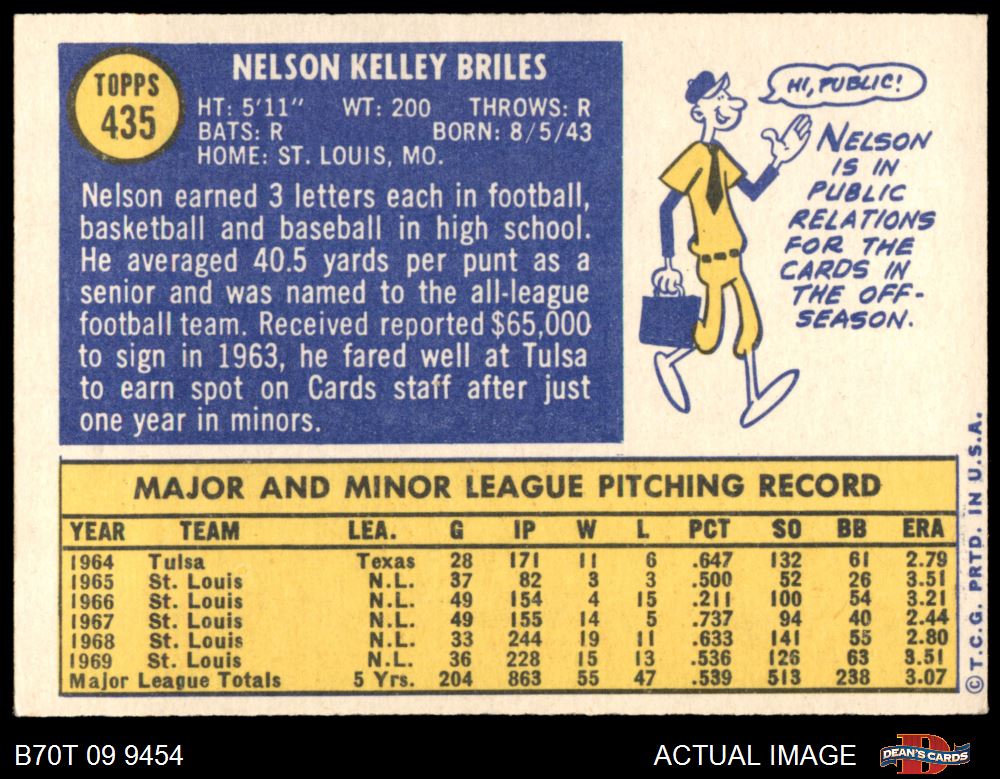 TOPPS
435
NELSON KELLEY BRILES
HT: 5'11" WT: 200 THROWS: R
BATS: R BORN: 8/5/43
HOME: ST. LOUIS, MO.
Nelson earned 3 letters each in football,
basketball and baseball in high school.
He averaged 40.5 yards per punt as a
senior and was named to the all-league
football team. Received reported $65,000
to sign in 1963, he fared well at Tulsa
to earn spot on Cards staff after just
one year in minors.
HI, PUBLIC!
NELSON
IS IN
PUBLIC
RELATIONS
FOR THE
CARDS IN
THE OFF-
SEASON.
MAJOR AND MINOR LEAGUE PITCHING RECORD
YEAR TEAM LEA. G IP W L PCT SO BB ERA
1964 Tulsa Texas 28 171 11 6 .647 132 61 2.79
1965 St. Louis N.L. 37 82 3 3 .500 52 26 3.51
1966 St. Louis N.L. 49 154 4 15 .211 100 54 3.21
1967 St. Louis N.L. 49 155 14 5 .737 94 40 2.44
1968 St. Louis N.L. 33 244 19 11 .633 141 55 2.80
1969 St. Louis N.L. 36 228 15 13 .536 126 63 3.51
Major League Totals 5 Yrs. 204 863 55 47 .539 513 238 3.07
©T.C.G. PRTD. IN U.S.A.
B70T 09 9454
ACTUAL IMAGE
DEAN'S CARDS